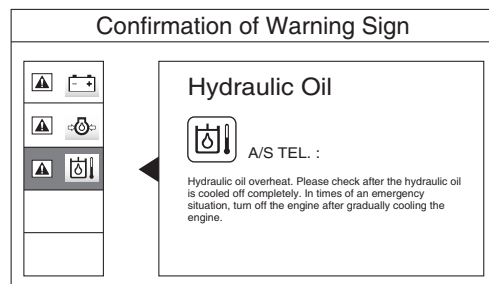 Confirmation of Warning Sign
Hydraulic Oil
A/S TEL. :
Hydraulic oil overheat. Please check after the hydraulic oil
is cooled off completely. In times of an emergency
situation, turn off the engine after gradually cooling the
engine.